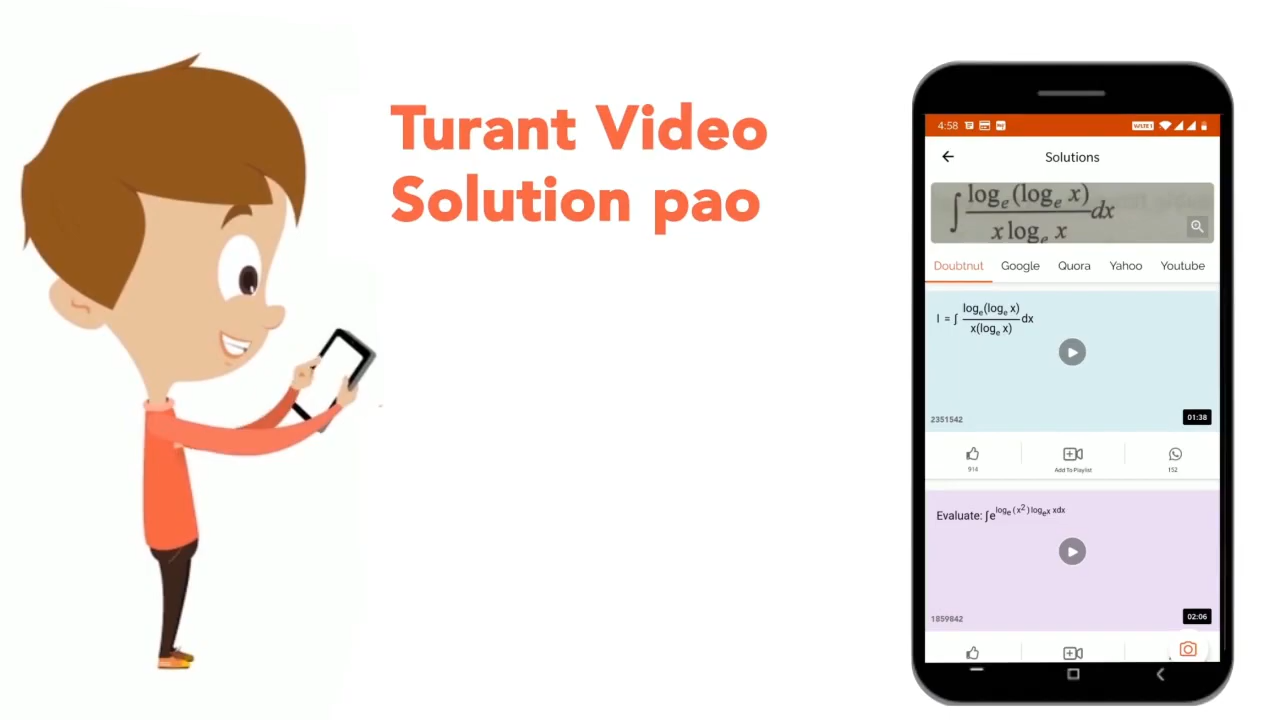 Turant Video
Solution pao
4:58
VoLTE1
Solutions
∫ logₑ(logₑ x) / x logₑ x dx
Doubtnut Google Quora Yahoo Youtube
I = ∫ logₑ(logₑ x) / x(logₑ x) dx
2351542 01:38
914 Add To Playlist 152
Evaluate: ∫e^logₑ(x²)logₑx xdx
1859842 02:06